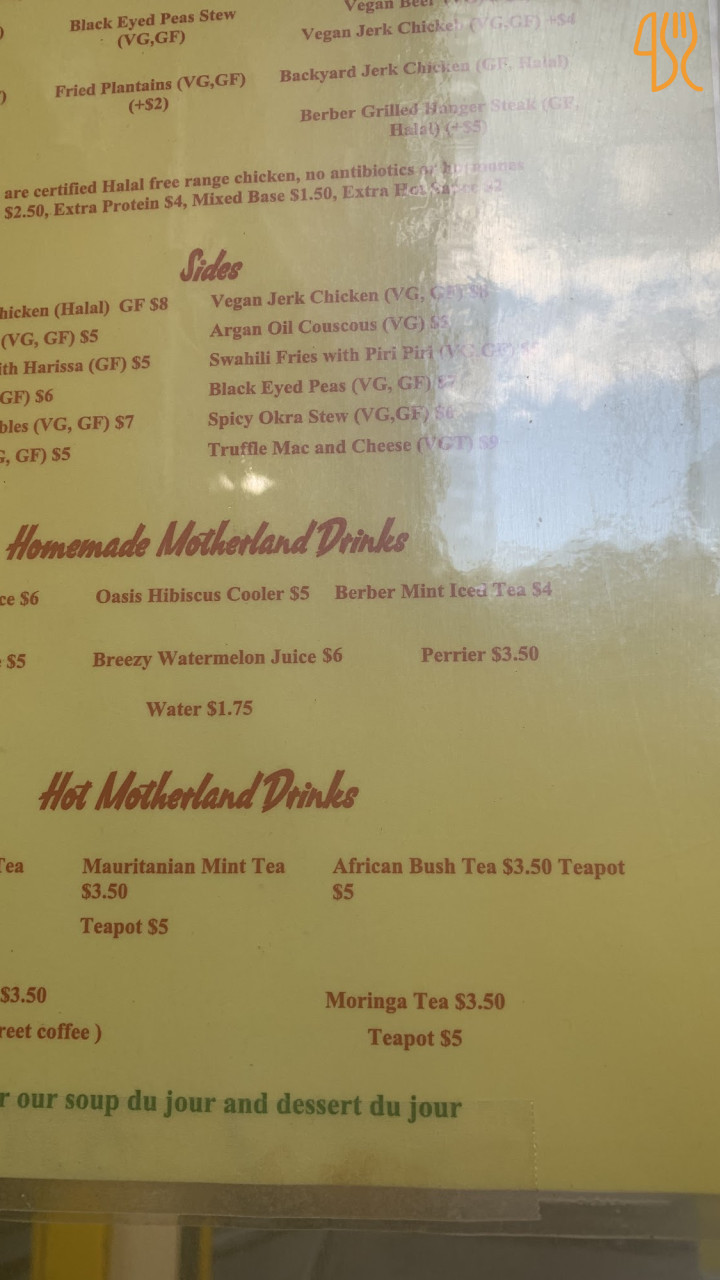 )
Black Eyed Peas Stew
(VG,GF)
Vegan Beef
Vegan Jerk Chicken (VG,GF) +$4
)
Fried Plantains (VG,GF)
(+$2)
Backyard Jerk Chicken (GF, Halal)
Berber Grilled Hanger Steak (GF,
Halal) (+$5)
are certified Halal free range chicken, no antibiotics or hormones
$2.50, Extra Protein $4, Mixed Base $1.50, Extra Hot Sauce $2
Sides
hicken (Halal) GF $8
Vegan Jerk Chicken (VG, GF) $8
(VG, GF) $5
Argan Oil Couscous (VG) $5
ith Harissa (GF) $5
Swahili Fries with Piri Piri (VG,GF)
GF) $6
Black Eyed Peas (VG, GF) $7
bles (VG, GF) $7
Spicy Okra Stew (VG,GF) $6
G, GF) $5
Truffle Mac and Cheese (VGT) $9
Homemade Motherland Drinks
ce $6
Oasis Hibiscus Cooler $5
Berber Mint Iced Tea $4
$5
Breezy Watermelon Juice $6
Perrier $3.50
Water $1.75
Hot Motherland Drinks
Tea
Mauritanian Mint Tea
$3.50
Teapot $5
African Bush Tea $3.50 Teapot
$5
$3.50
reet coffee )
Moringa Tea $3.50
Teapot $5
r our soup du jour and dessert du jour